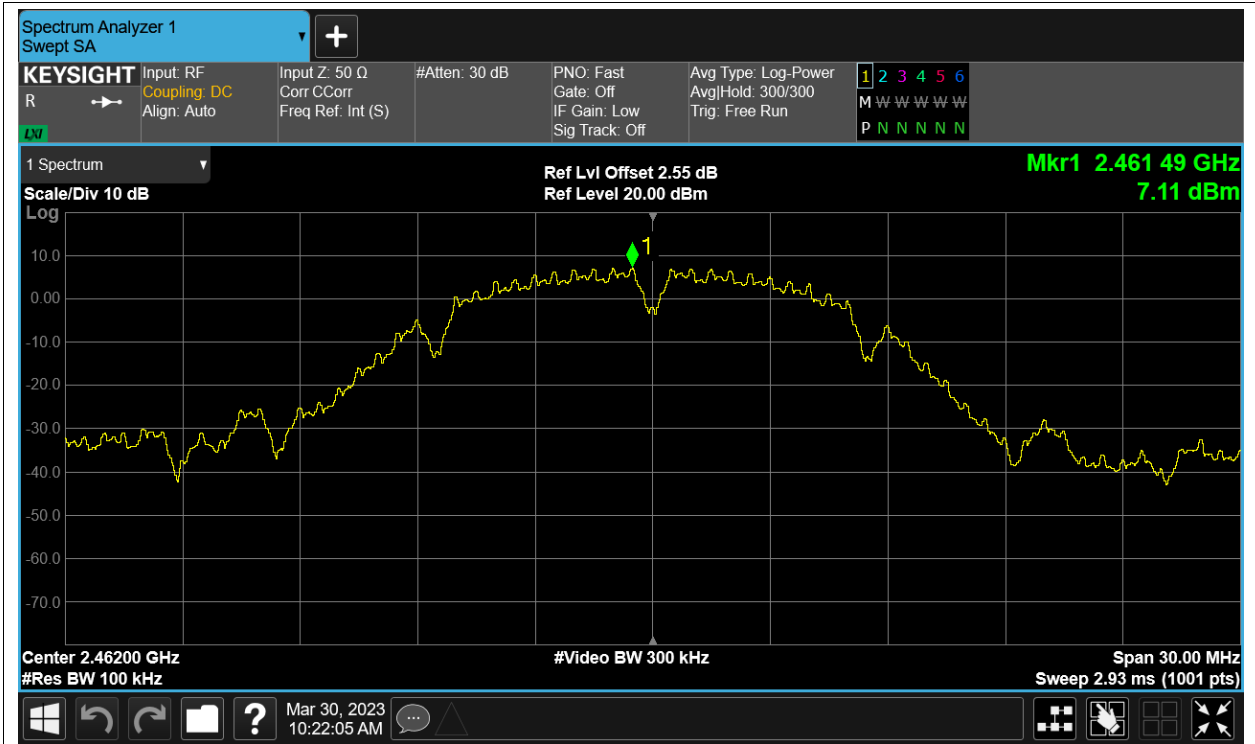 Spectrum Analyzer 1
Swept SA
+
KEYSIGHT
R
LXI
Input: RF
Coupling: DC
Align: Auto
Input Z: 50 Ω
Corr CCorr
Freq Ref: Int (S)
#Atten: 30 dB
PNO: Fast
Gate: Off
IF Gain: Low
Sig Track: Off
Avg Type: Log-Power
Avg|Hold: 300/300
Trig: Free Run
1 2 3 4 5 6
M W W W W W
P N N N N N
1 Spectrum
Scale/Div 10 dB
Ref Lvl Offset 2.55 dB
Ref Level 20.00 dBm
Mkr1 2.461 49 GHz
7.11 dBm
Log
1
10.0
0.00
-10.0
-20.0
-30.0
-40.0
-50.0
-60.0
-70.0
Center 2.46200 GHz
#Res BW 100 kHz
#Video BW 300 kHz
Span 30.00 MHz
Sweep 2.93 ms (1001 pts)
?
Mar 30, 2023
10:22:05 AM